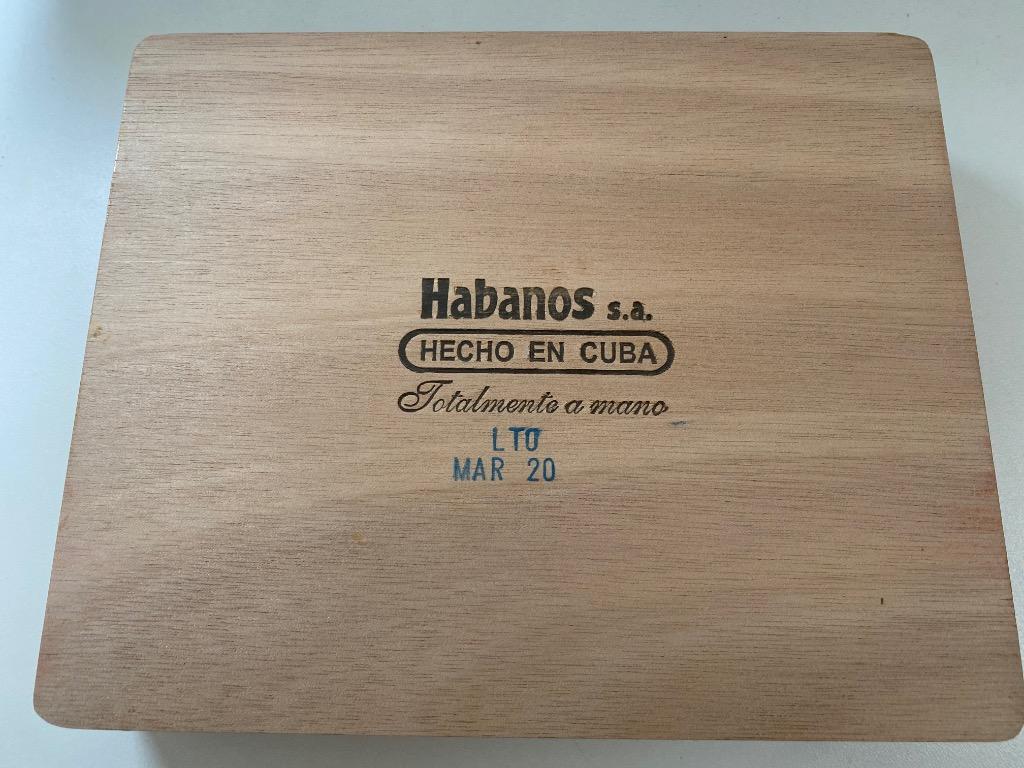 Habanos s.a.
HECHO EN CUBA
Totalmente a mano
LTO
MAR 20